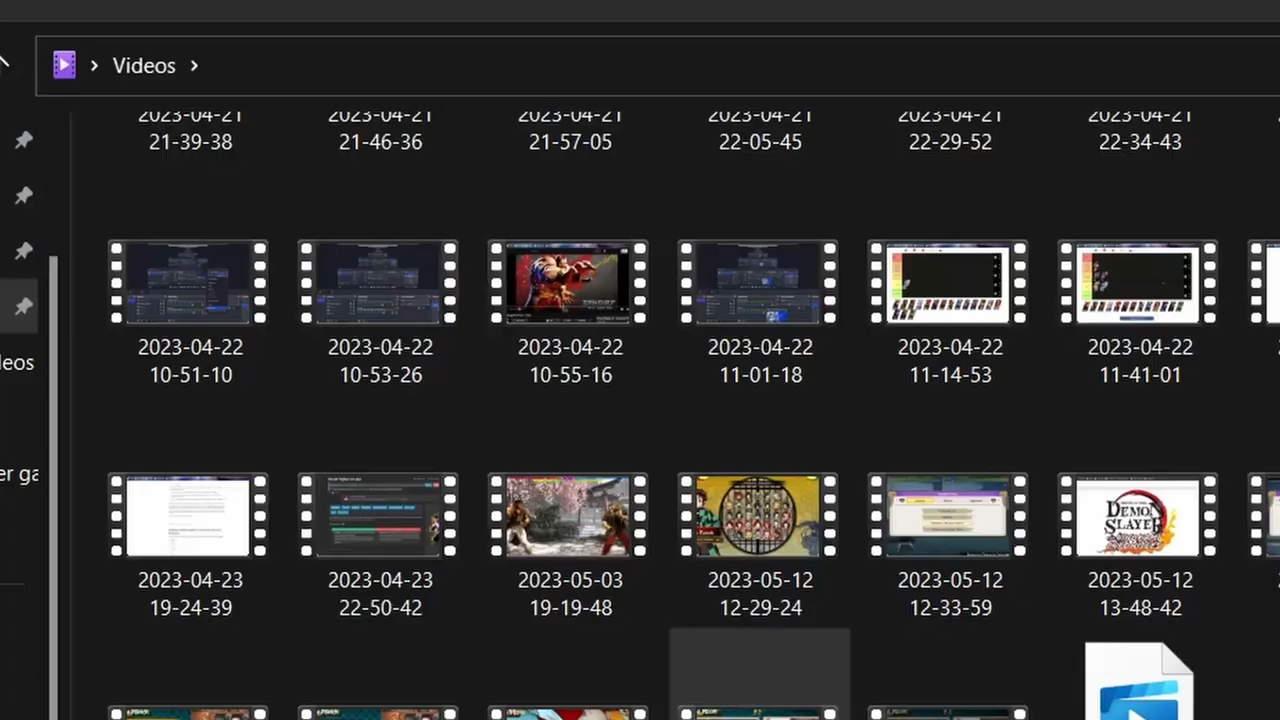 Videos
2023-04-21 2023-04-21 2023-04-21 2023-04-21 2023-04-21 2023-04-21
21-39-38 21-46-36 21-57-05 22-05-45 22-29-52 22-34-43
2023-04-22 2023-04-22 2023-04-22 2023-04-22 2023-04-22 2023-04-22
10-51-10 10-53-26 10-55-16 11-01-18 11-14-53 11-41-01
leos
er ga
DEMON
SLAYER
2023-04-23 2023-04-23 2023-05-03 2023-05-12 2023-05-12 2023-05-12
19-24-39 22-50-42 19-19-48 12-29-24 12-33-59 13-48-42